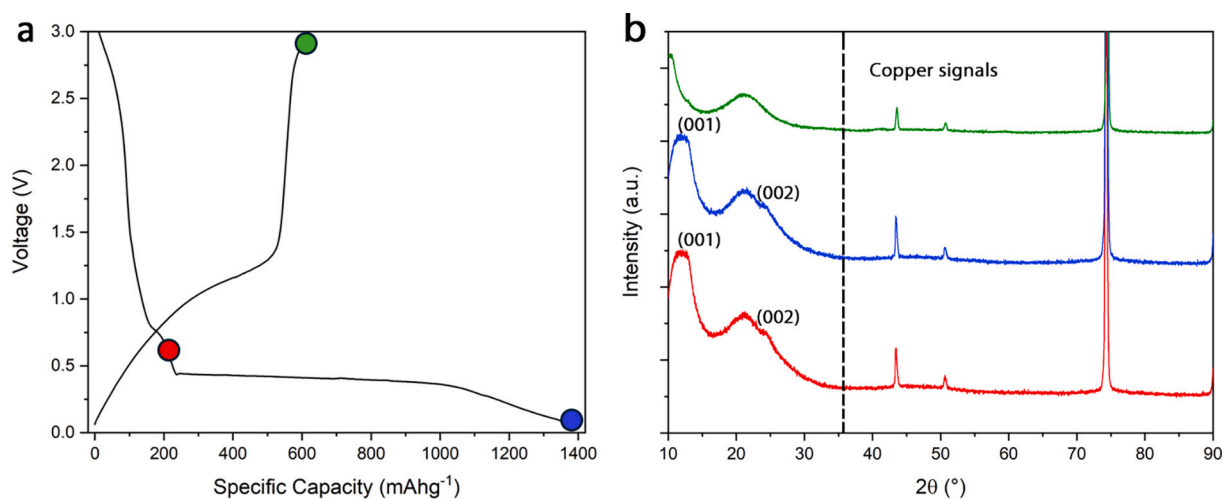 a
3.0
2.5
2.0
1.5
1.0
0.5
0.0
Voltage (V)
0 200 400 600 800 1000 1200 1400
Specific Capacity (mAhg⁻¹)
b
Copper signals
(001)
(002)
(001)
(002)
Intensity (a.u.)
10 20 30 40 50 60 70 80 90
2θ (°)